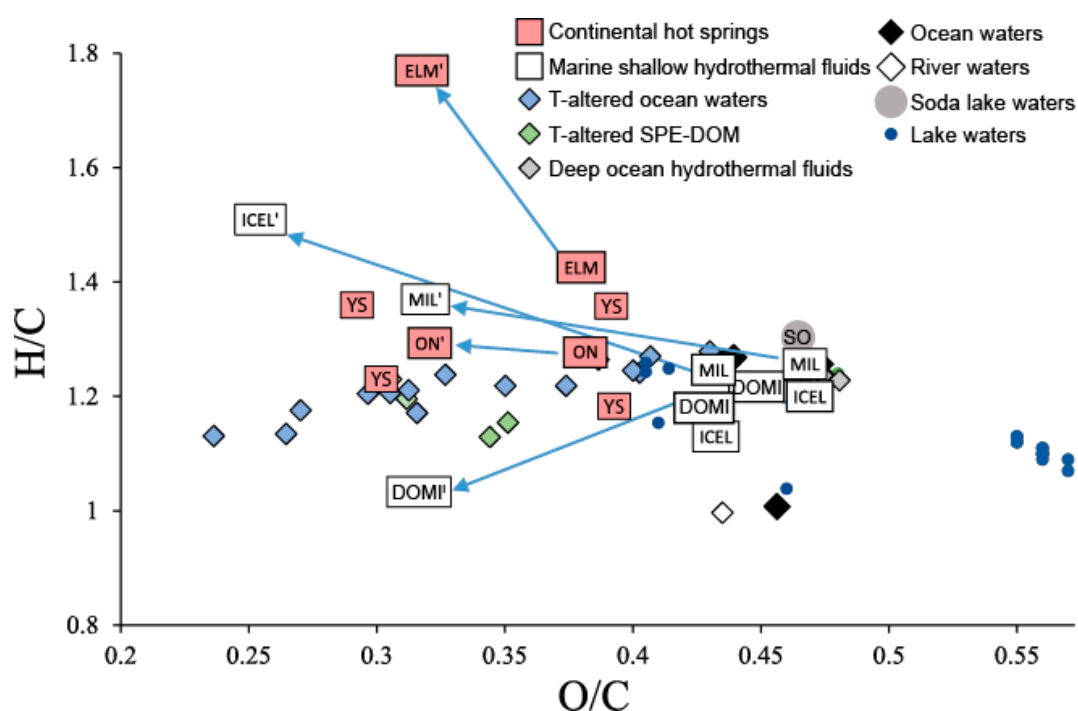 Continental hot springs
Marine shallow hydrothermal fluids
T-altered ocean waters
T-altered SPE-DOM
Deep ocean hydrothermal fluids
Ocean waters
River waters
Soda lake waters
Lake waters
1.8
1.6
1.4
1.2
1
0.8
H/C
ELM'
ICEL'
ELM
YS
MIL'
YS
SO
ON'
ON
MIL
MIL
YS
DOMI
ICEL
YS
DOMI
ICEL
DOMI'
0.2
0.25
0.3
0.35
0.4
0.45
0.5
0.55
O/C